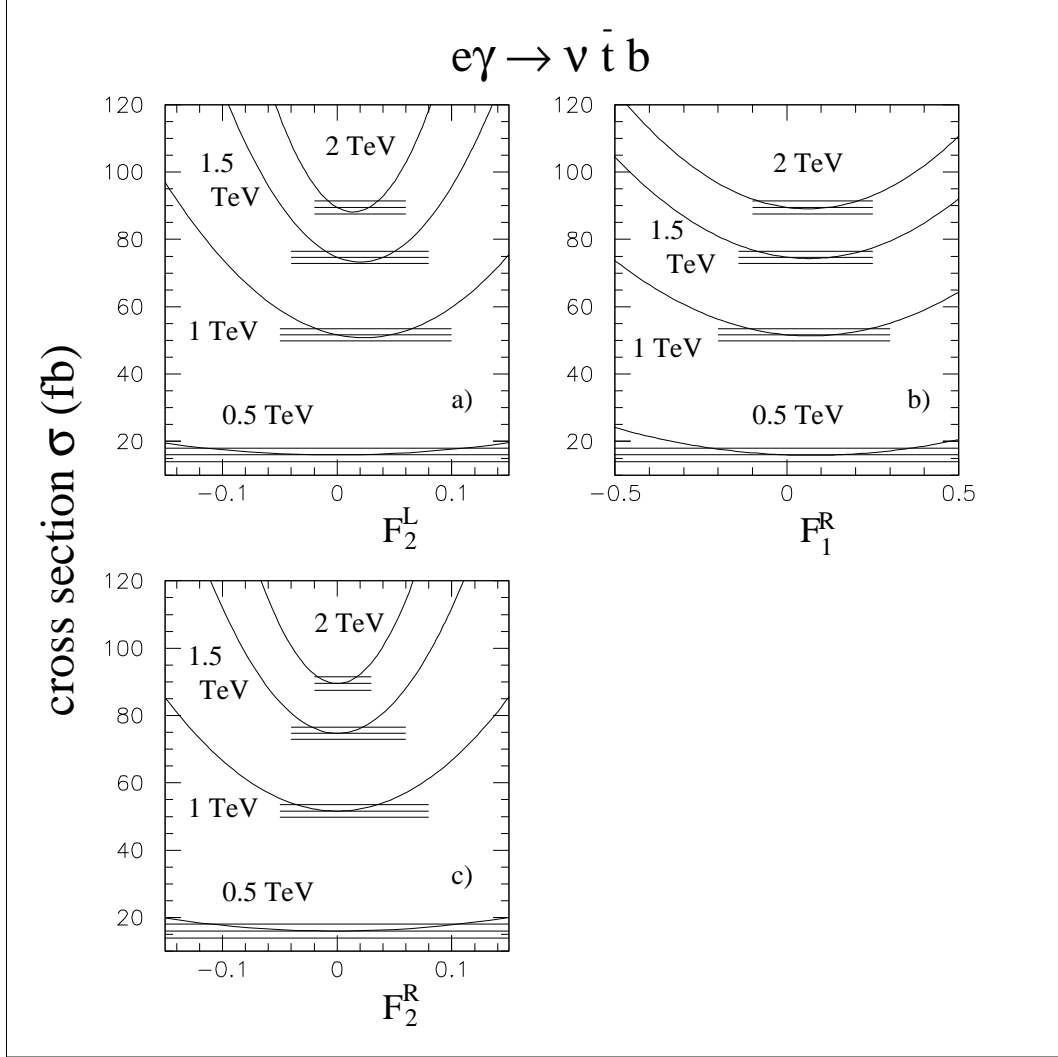 eγ → ν t̄ b
cross section σ (fb)
120
100
80
60
40
20
2 TeV
1.5
TeV
1 TeV
0.5 TeV
a)
−0.1 0 0.1
F₂ᴸ
120
100
80
60
40
20
2 TeV
1.5
TeV
1 TeV
0.5 TeV
b)
−0.5 0 0.5
F₁ᴿ
120
100
80
60
40
20
2 TeV
1.5
TeV
1 TeV
0.5 TeV
c)
−0.1 0 0.1
F₂ᴿ